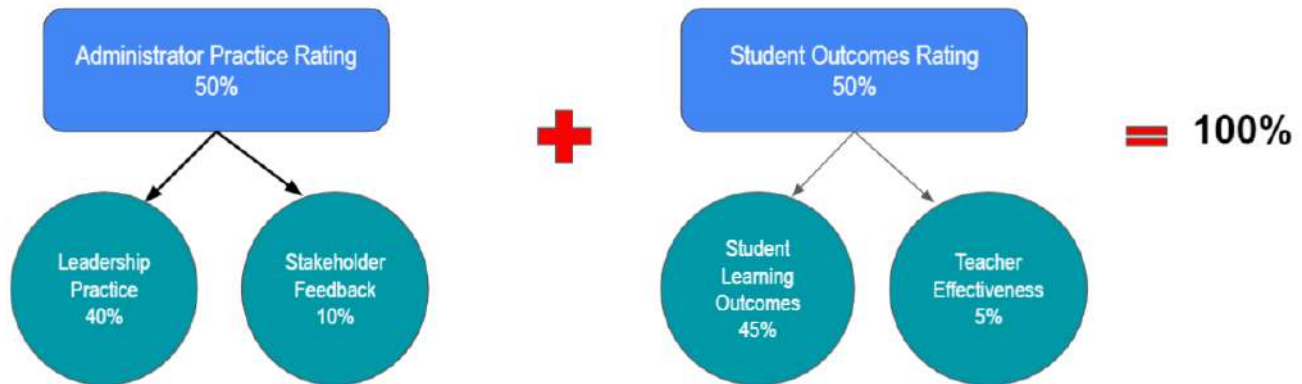 Administrator Practice Rating
50%
Student Outcomes Rating
50%
= 100%
Leadership
Practice
40%
Stakeholder
Feedback
10%
Student
Learning
Outcomes
45%
Teacher
Effectiveness
5%